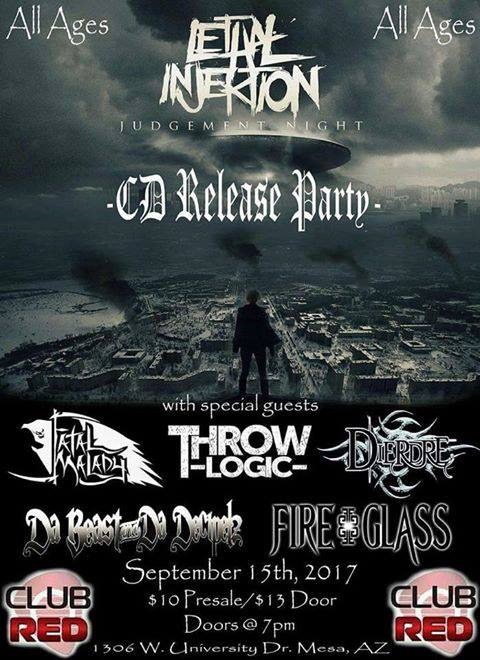 All Ages
All Ages
LETHAL
INJEKTION
JUDGEMENT NIGHT
-CD Release Party-
with special guests
Fatal Malady
THROW LOGIC
DIERDRE
Da Beast and Da Decipelz
FIRE GLASS
September 15th, 2017
$10 Presale/$13 Door
Doors @ 7pm
1306 W. University Dr. Mesa, AZ
CLUB RED
CLUB RED